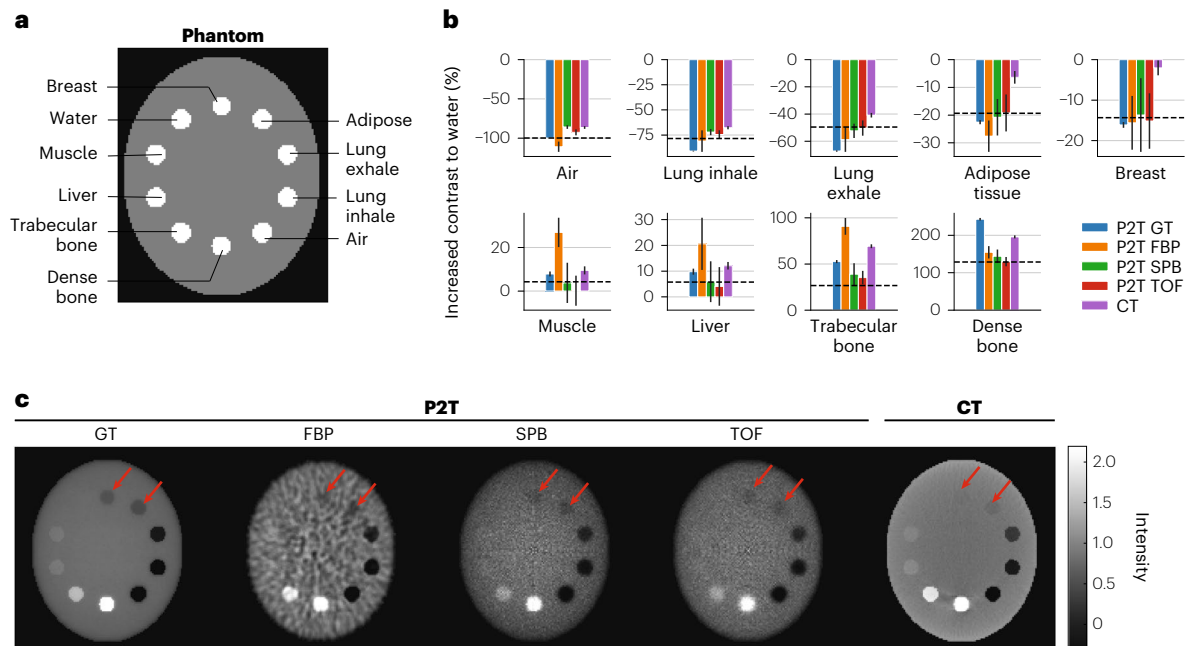 a
Phantom
Breast
Water
Muscle
Liver
Trabecular
bone
Dense
bone
Adipose
Lung
exhale
Lung
inhale
Air
b
Increased contrast to water (%)
0
−50
−100
Air
0
−25
−50
−75
Lung inhale
0
−20
−40
−60
Lung
exhale
0
−10
−20
−30
Adipose
tissue
0
−10
−20
Breast
20
0
Muscle
30
20
10
0
Liver
100
50
0
Trabecular
bone
200
100
0
Dense
bone
P2T GT
P2T FBP
P2T SPB
P2T TOF
CT
c
P2T
CT
GT
FBP
SPB
TOF
2.0
1.5
1.0
0.5
0
Intensity